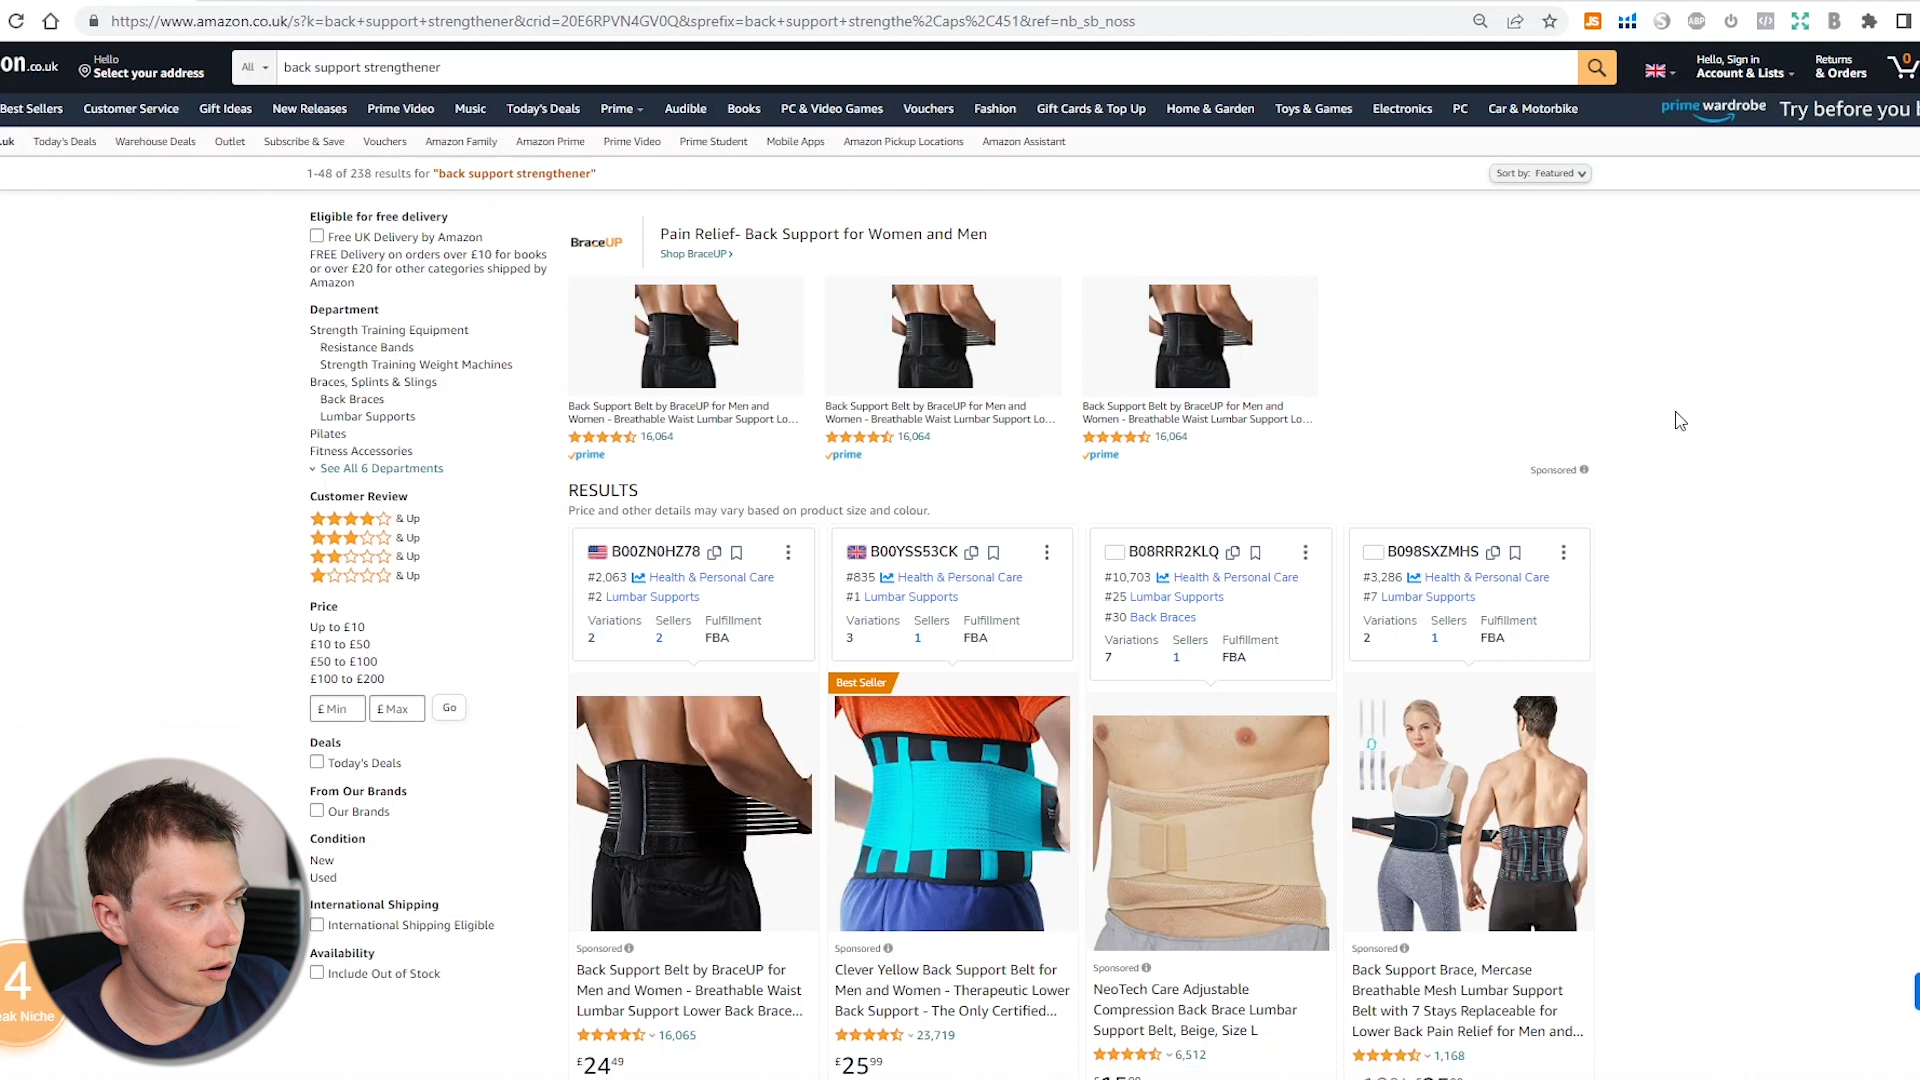 https://www.amazon.co.uk/s?k=back+support+strengthener&crid=20E6RPVN4GV0Q&sprefix=back+support+strengthe%2Caps%2C451&ref=nb_sb_noss
on.co.uk
Hello
Select your address
All
back support strengthener
Hello, Sign in
Account & Lists
Returns
& Orders
0
Best Sellers Customer Service Gift Ideas New Releases Prime Video Music Today's Deals Prime Audible Books PC & Video Games Vouchers Fashion Gift Cards & Top Up Home & Garden Toys & Games Electronics PC Car & Motorbike
prime wardrobe Try before you b
.uk Today's Deals Warehouse Deals Outlet Subscribe & Save Vouchers Amazon Family Amazon Prime Prime Video Prime Student Mobile Apps Amazon Pickup Locations Amazon Assistant
1-48 of 238 results for "back support strengthener"
Sort by: Featured
Eligible for free delivery
Free UK Delivery by Amazon
FREE Delivery on orders over £10 for books
or over £20 for other categories shipped by
Amazon
Department
Strength Training Equipment
Resistance Bands
Strength Training Weight Machines
Braces, Splints & Slings
Back Braces
Lumbar Supports
Pilates
Fitness Accessories
See All 6 Departments
Customer Review
& Up
& Up
& Up
& Up
Price
Up to £10
£10 to £50
£50 to £100
£100 to £200
£ Min
£ Max
Go
Deals
Today's Deals
From Our Brands
Our Brands
Condition
New
Used
International Shipping
International Shipping Eligible
Availability
Include Out of Stock
4
eak Niche
BraceUP
Pain Relief- Back Support for Women and Men
Shop BraceUP
Back Support Belt by BraceUP for Men and
Women - Breathable Waist Lumbar Support Lo...
16,064
prime
Back Support Belt by BraceUP for Men and
Women - Breathable Waist Lumbar Support Lo...
16,064
prime
Back Support Belt by BraceUP for Men and
Women - Breathable Waist Lumbar Support Lo...
16,064
prime
Sponsored
RESULTS
Price and other details may vary based on product size and colour.
B00ZN0HZ78
#2,063 Health & Personal Care
#2 Lumbar Supports
Variations Sellers Fulfillment
2 2 FBA
Sponsored
Back Support Belt by BraceUP for
Men and Women - Breathable Waist
Lumbar Support Lower Back Brace...
16,065
£24.49
B00YSS53CK
#835 Health & Personal Care
#1 Lumbar Supports
Variations Sellers Fulfillment
3 1 FBA
Best Seller
Sponsored
Clever Yellow Back Support Belt for
Men and Women - Therapeutic Lower
Back Support - The Only Certified...
23,719
£25.99
B08RRR2KLQ
#10,703 Health & Personal Care
#25 Lumbar Supports
#30 Back Braces
Variations Sellers Fulfillment
7 1 FBA
Sponsored
NeoTech Care Adjustable
Compression Back Brace Lumbar
Support Belt, Beige, Size L
6,512
B098SXZMHS
#3,286 Health & Personal Care
#7 Lumbar Supports
Variations Sellers Fulfillment
2 1 FBA
Sponsored
Back Support Brace, Mercase
Breathable Mesh Lumbar Support
Belt with 7 Stays Replaceable for
Lower Back Pain Relief for Men and...
1,168